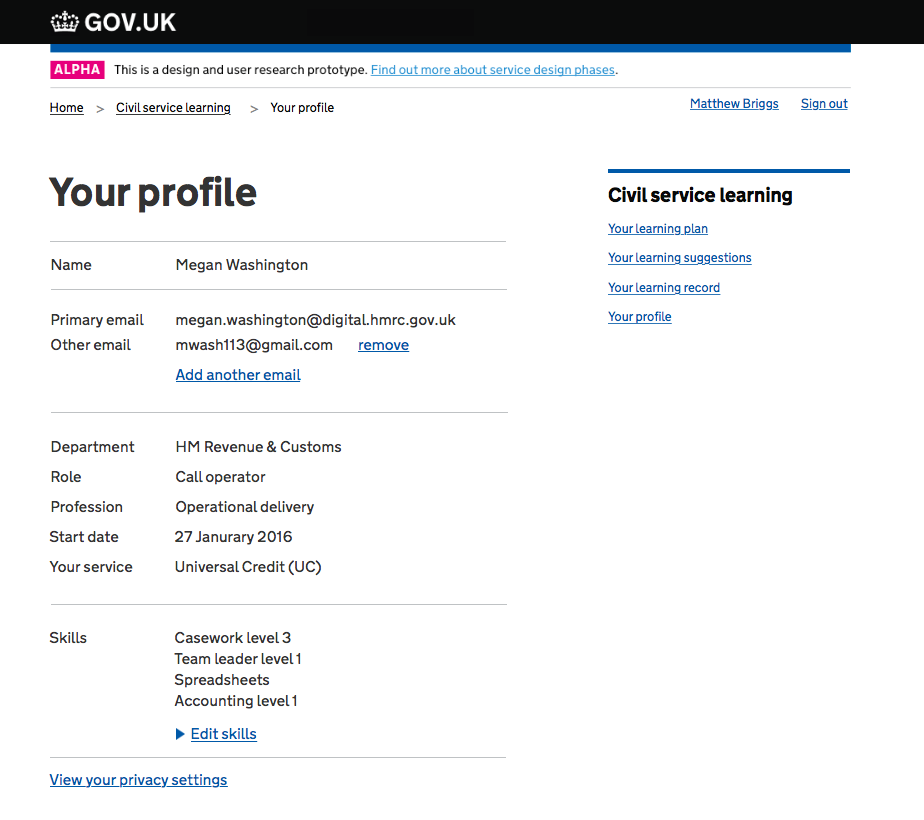 GOV.UK
ALPHA This is a design and user research prototype. Find out more about service design phases.
Home > Civil service learning > Your profile
Matthew Briggs Sign out
Your profile
Name Megan Washington
Primary email megan.washington@digital.hmrc.gov.uk
Other email mwash113@gmail.com remove
Add another email
Department HM Revenue & Customs
Role Call operator
Profession Operational delivery
Start date 27 Janurary 2016
Your service Universal Credit (UC)
Skills Casework level 3
Team leader level 1
Spreadsheets
Accounting level 1
Edit skills
View your privacy settings
Civil service learning
Your learning plan
Your learning suggestions
Your learning record
Your profile